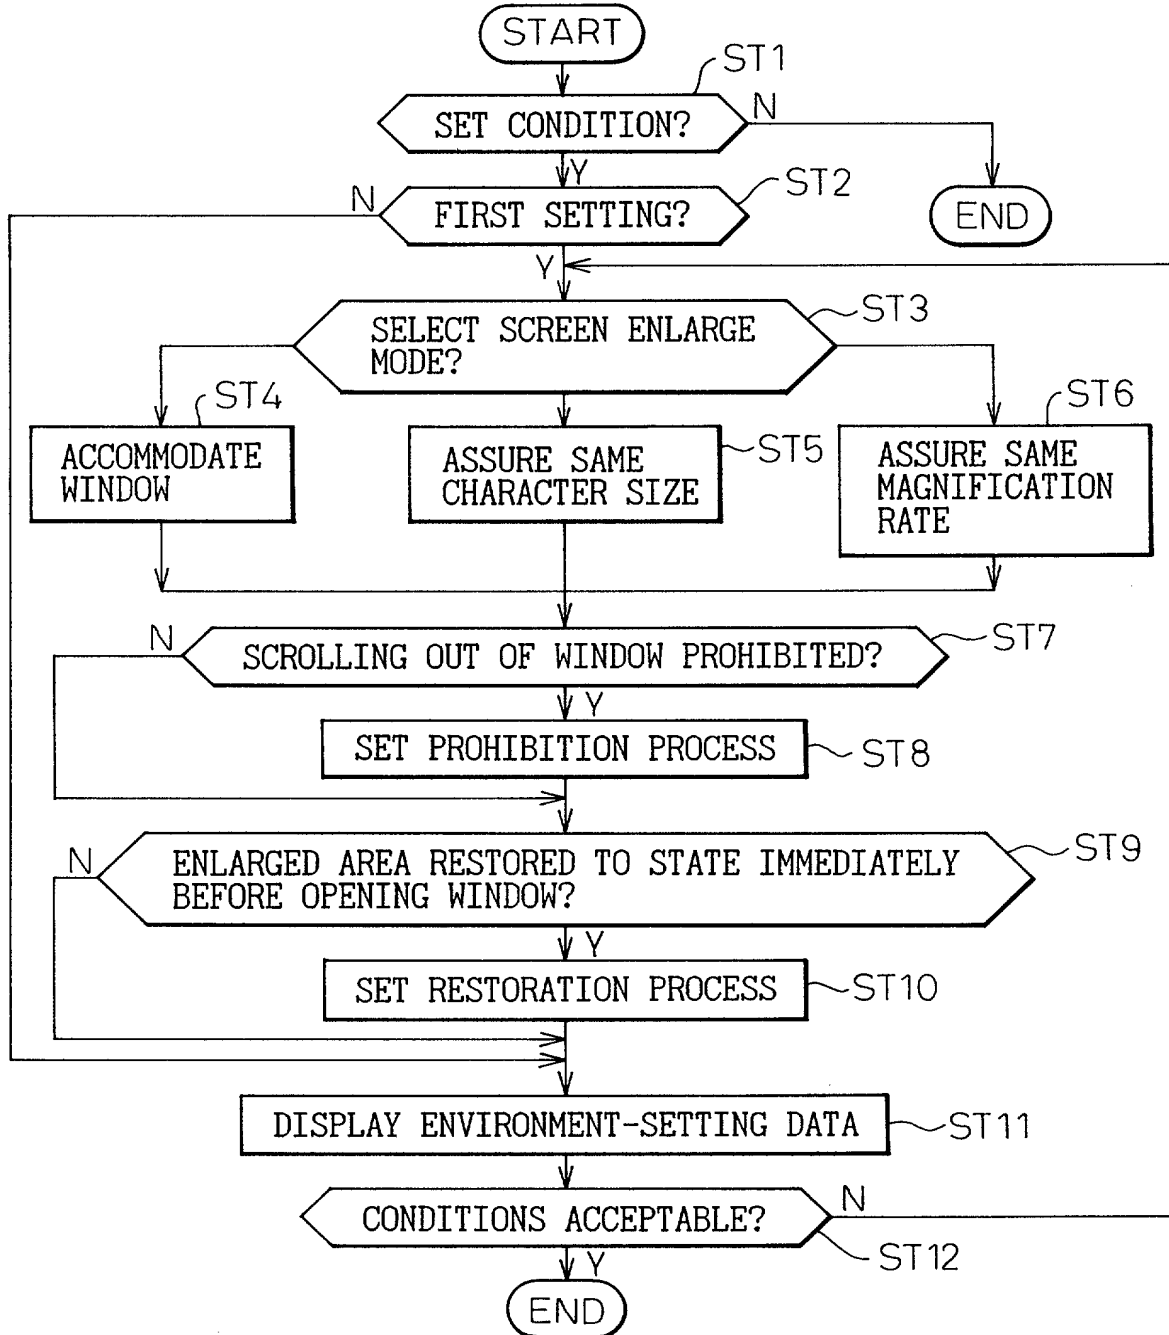 START
ST1
SET CONDITION?
N
Y
ST2
N
FIRST SETTING?
END
Y
ST3
SELECT SCREEN ENLARGE
MODE?
ST4
ACCOMMODATE
WINDOW
ST5
ASSURE SAME
CHARACTER SIZE
ST6
ASSURE SAME
MAGNIFICATION
RATE
N
ST7
SCROLLING OUT OF WINDOW PROHIBITED?
Y
SET PROHIBITION PROCESS
ST8
N
ST9
ENLARGED AREA RESTORED TO STATE IMMEDIATELY
BEFORE OPENING WINDOW?
Y
SET RESTORATION PROCESS
ST10
DISPLAY ENVIRONMENT-SETTING DATA
ST11
CONDITIONS ACCEPTABLE?
N
ST12
Y
END